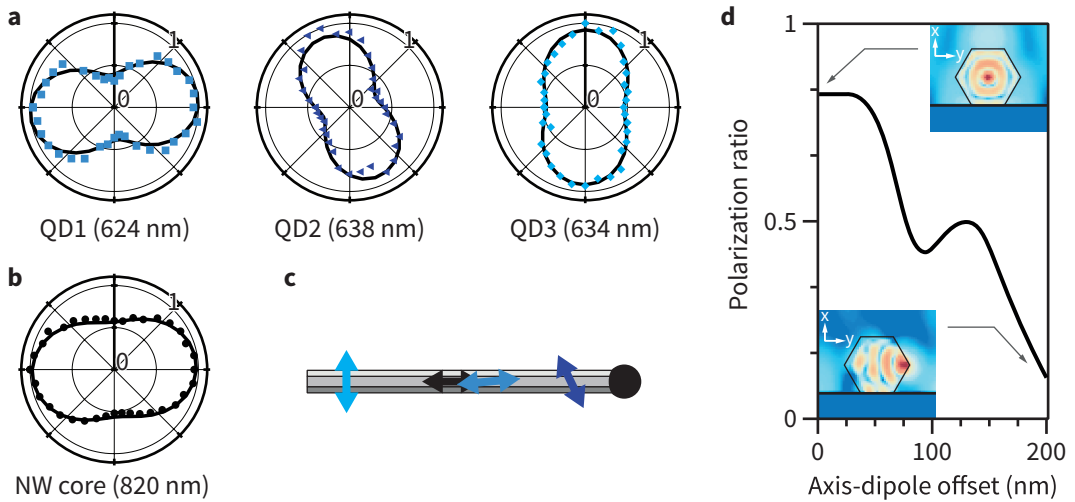 a
1
0
QD1 (624 nm)
1
0
QD2 (638 nm)
1
0
QD3 (634 nm)
b
1
0
NW core (820 nm)
c
d
Polarization ratio
1
0.5
0
x
y
x
y
0 100 200
Axis-dipole offset (nm)